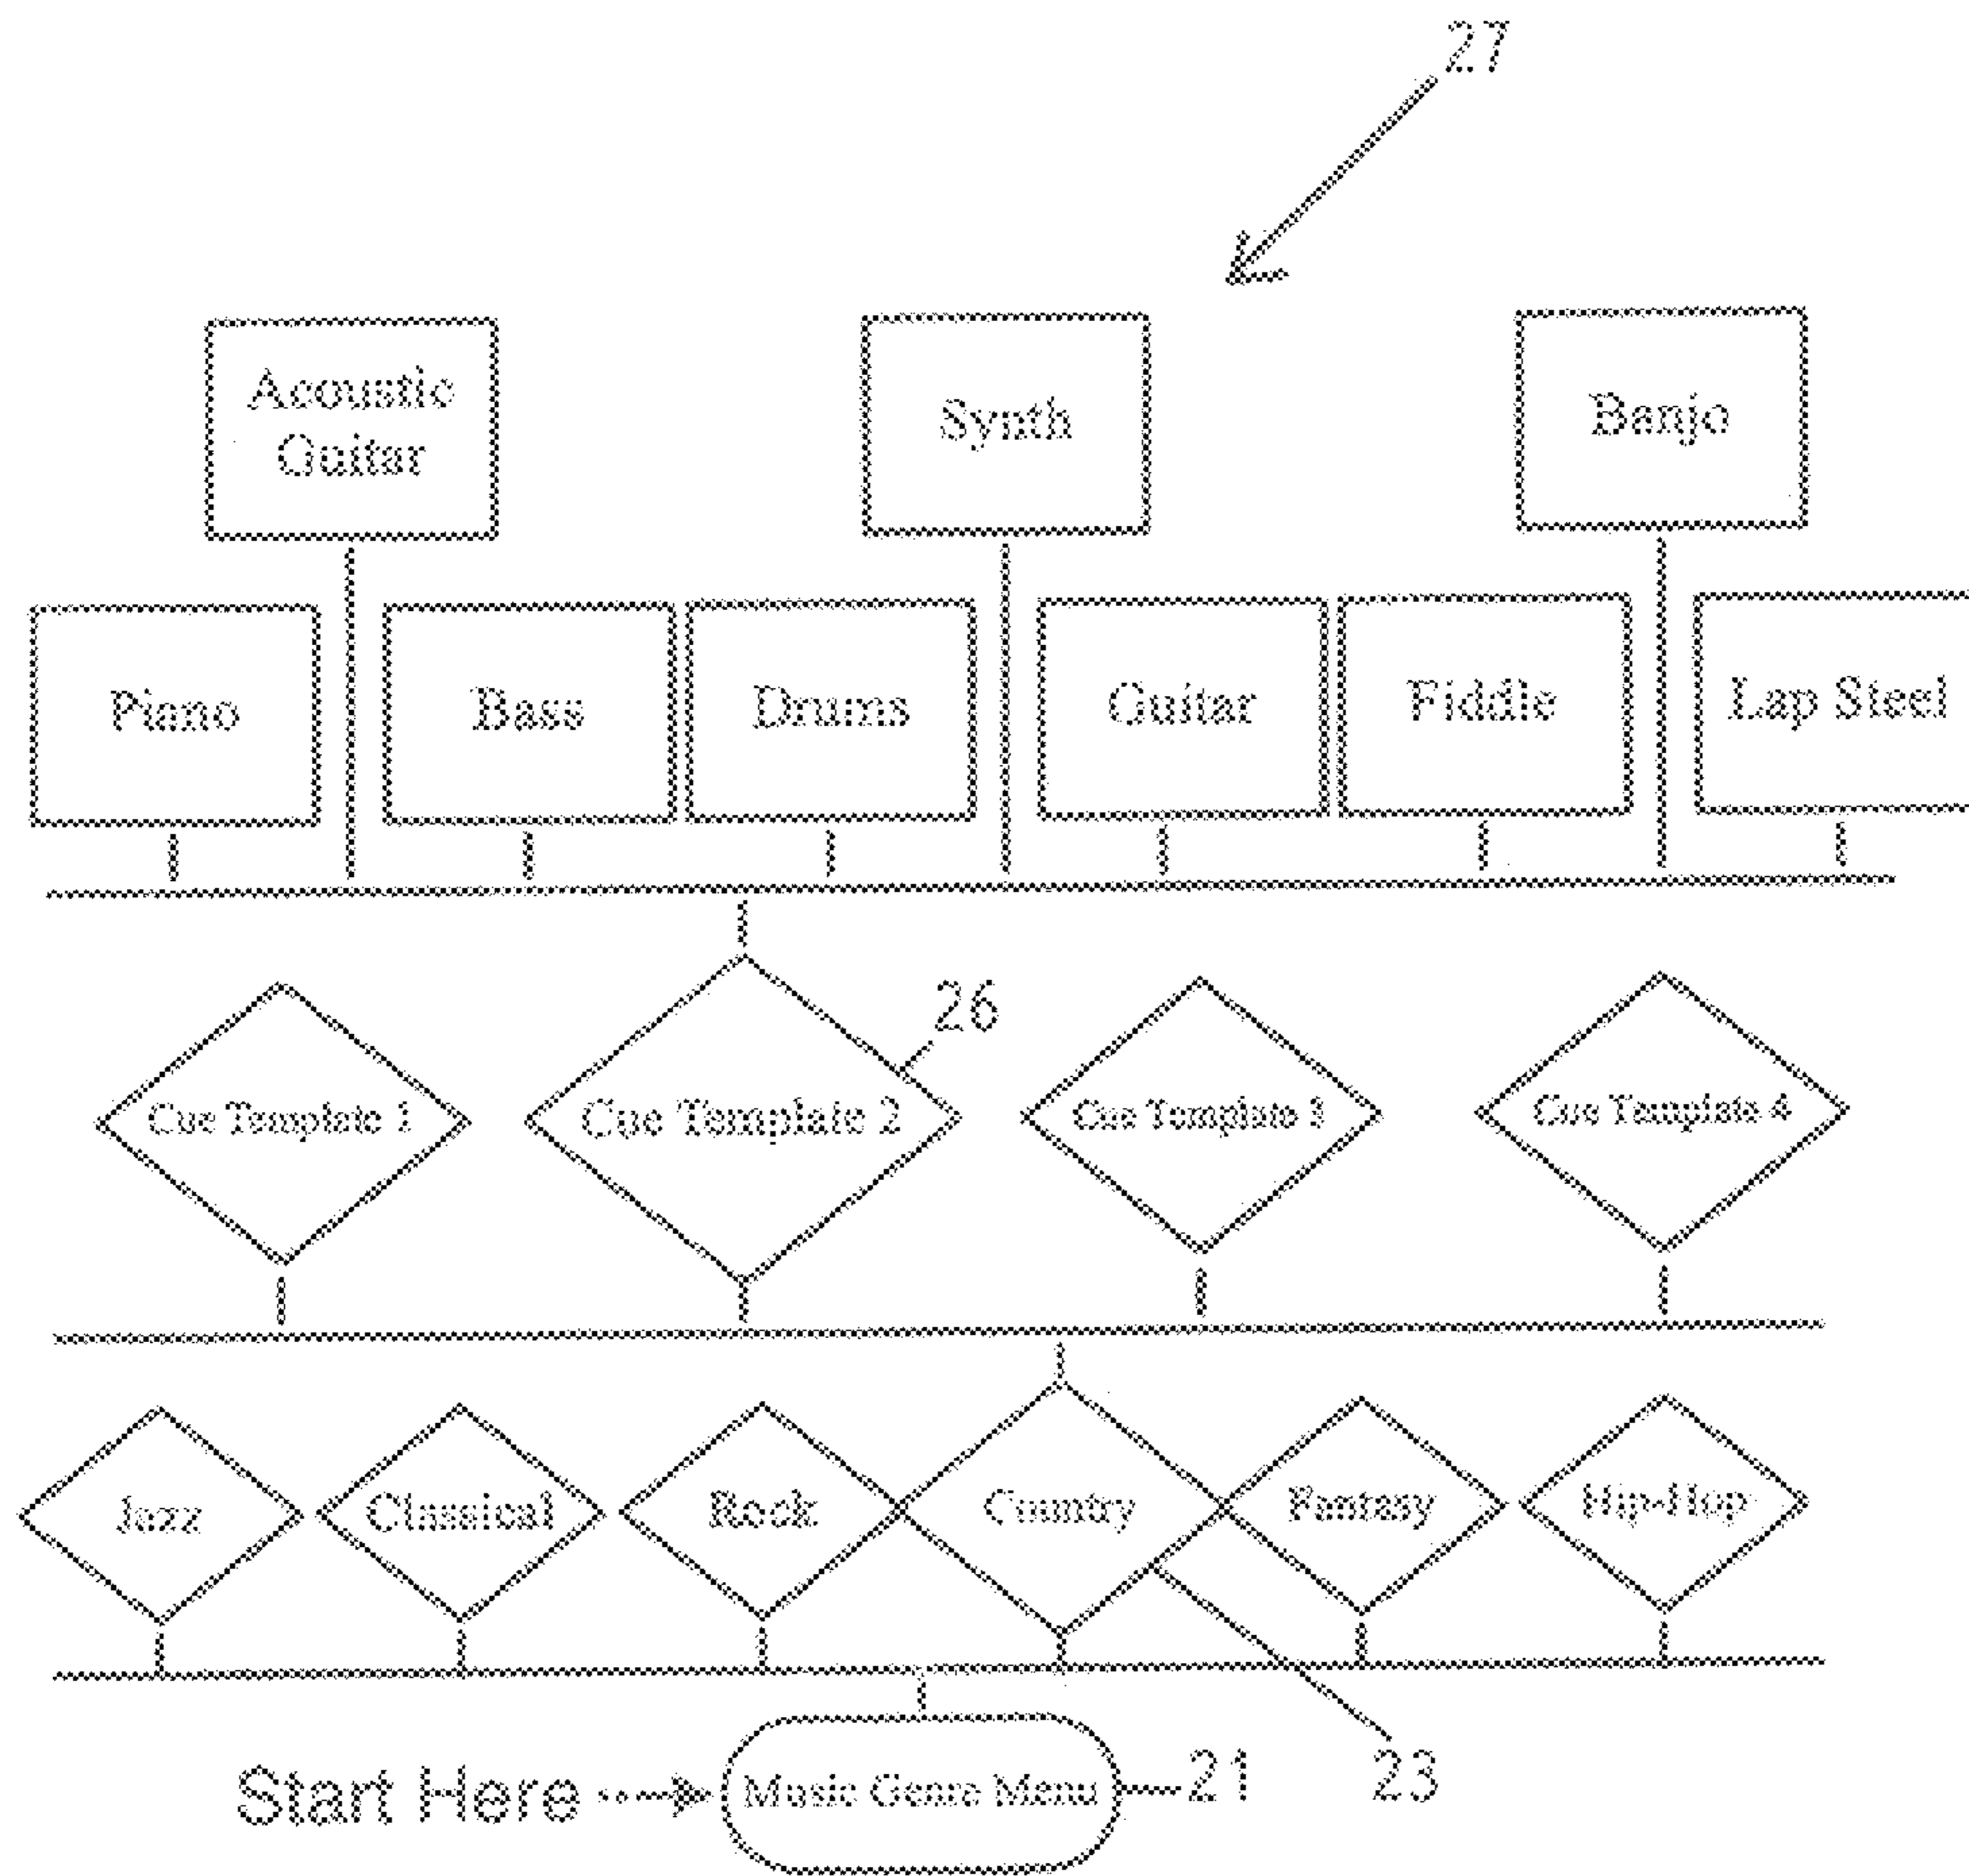 27
Acoustic
Guitar
Synth
Banjo
Piano
Bass
Drums
Guitar
Fiddle
Lap Steel
26
Cue Template 1
Cue Template 2
Cue Template 3
Cue Template 4
Jazz
Classical
Rock
Country
Fantasy
Hip-Hop
Start Here
Music Genre Menu
21
23